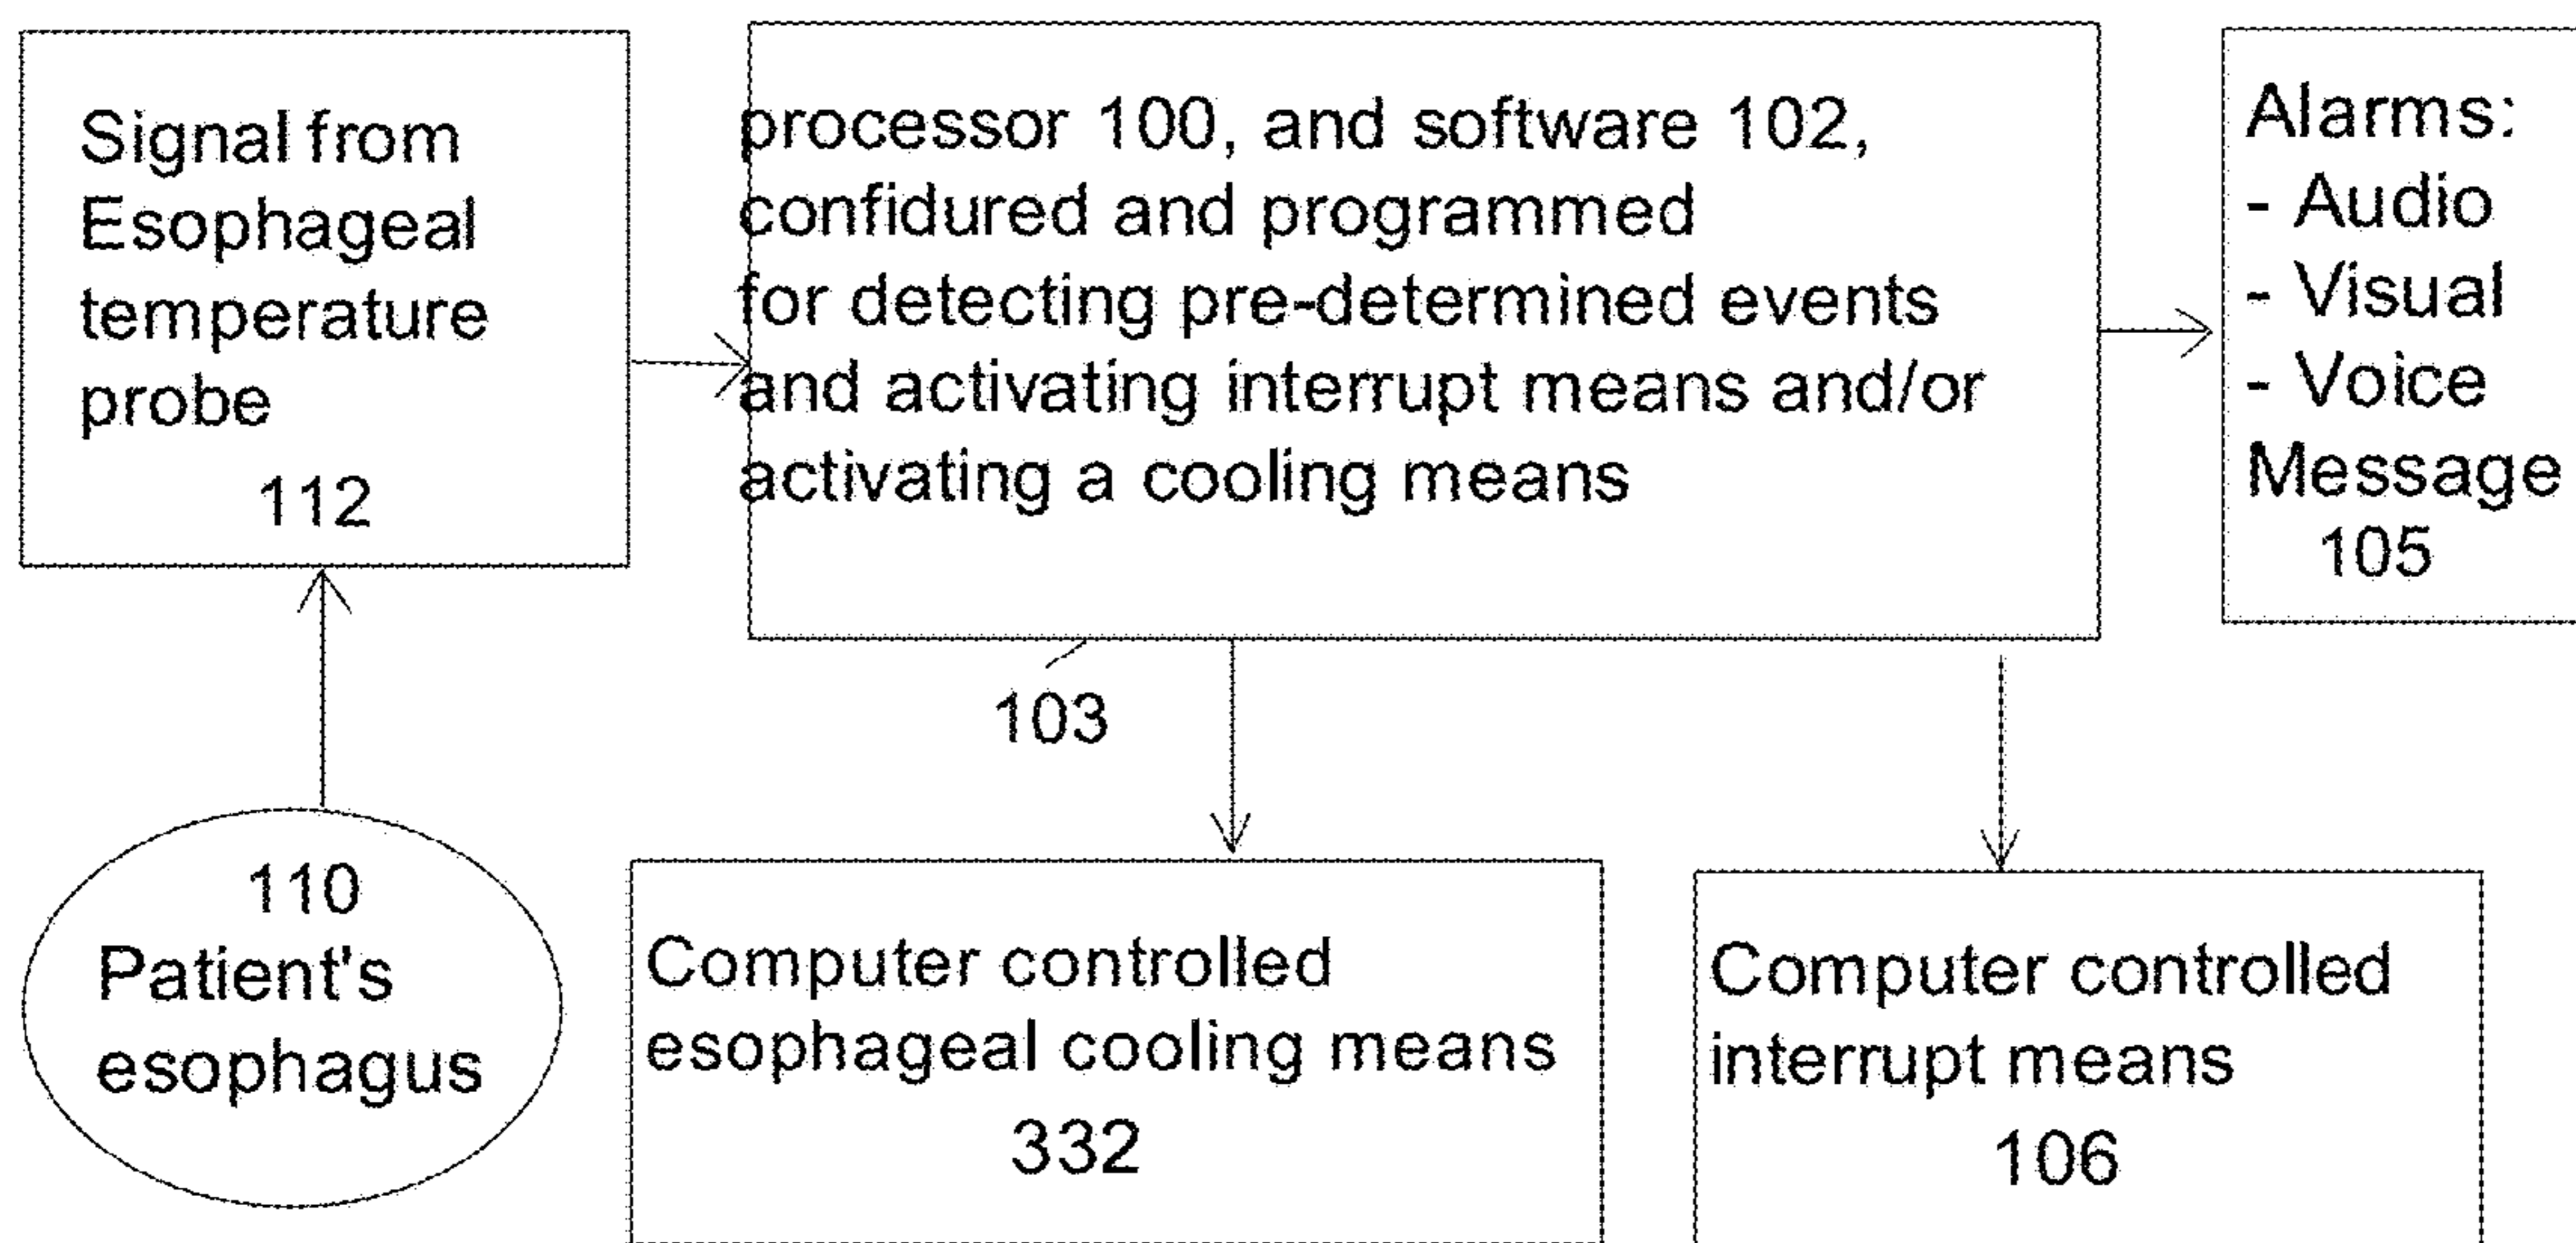 Signal from
Esophageal
temperature
probe
112
processor 100, and software 102,
confidured and programmed
for detecting pre-determined events
and activating interrupt means and/or
activating a cooling means
Alarms:
- Audio
- Visual
- Voice
Message
105
103
110
Patient's
esophagus
Computer controlled
esophageal cooling means
332
Computer controlled
interrupt means
106